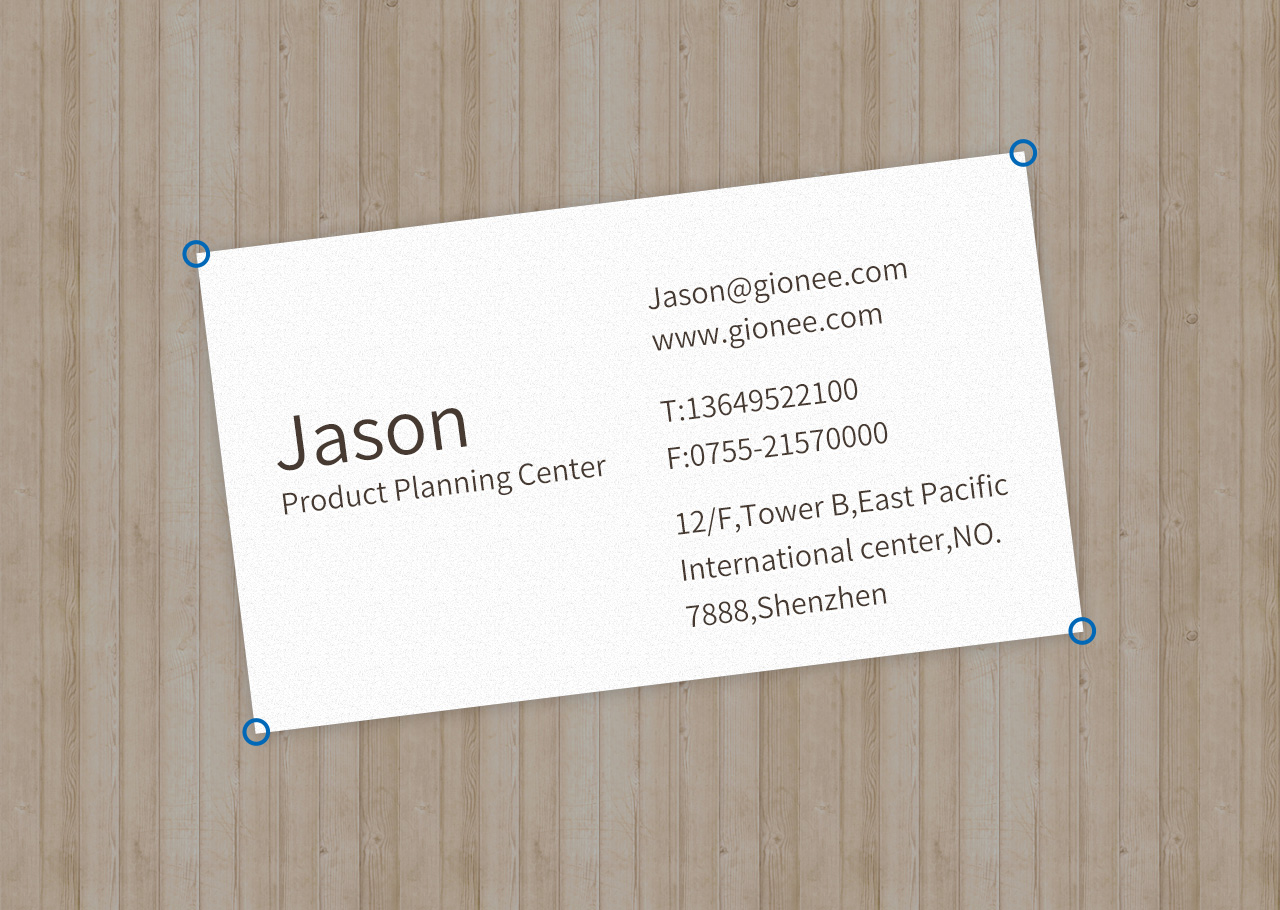 Jason
Product Planning Center
Jason@gionee.com
www.gionee.com
T:13649522100
F:0755-21570000
12/F,Tower B,East Pacific
International center,NO.
7888,Shenzhen